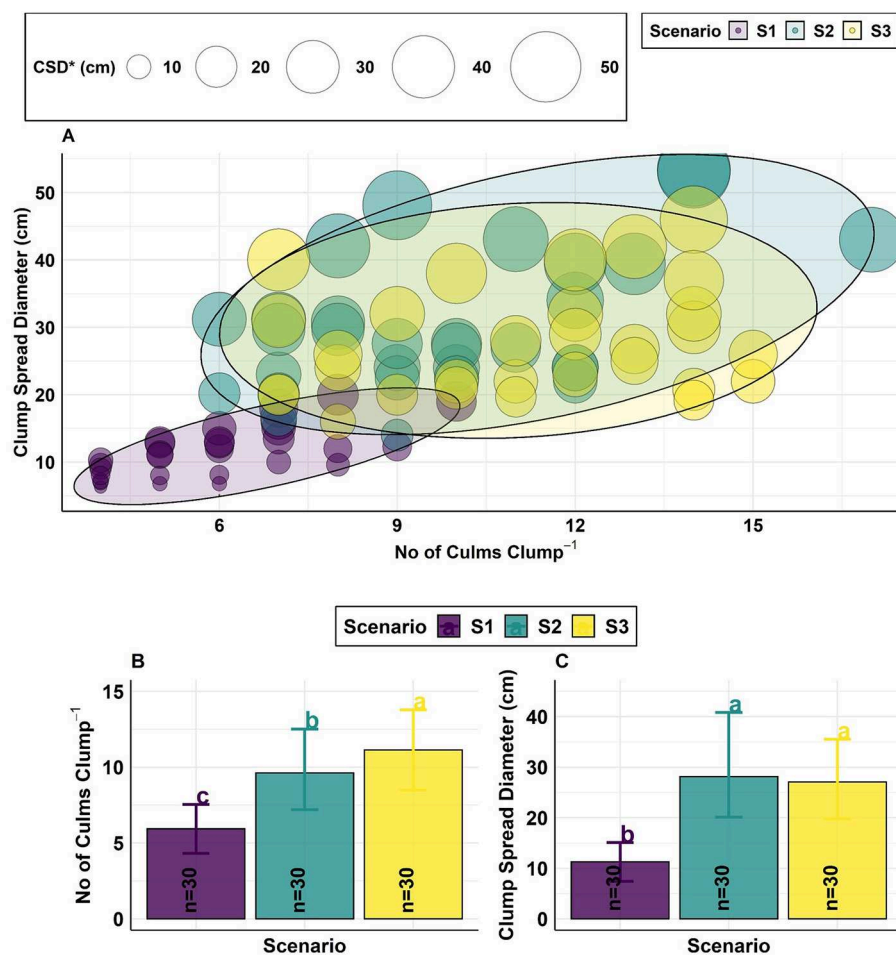 CSD* (cm) 10 20 30 40 50
Scenario S1 S2 S3
A
Clump Spread Diameter (cm)
50
40
30
20
10
6 9 12 15
No of Culms Clump⁻¹
Scenario a S1 a S2 a S3
B
No of Culms Clump⁻¹
15
10
5
0
c
b
a
n=30
n=30
n=30
Scenario
C
Clump Spread Diameter (cm)
40
30
20
10
0
b
a
a
n=30
n=30
n=30
Scenario